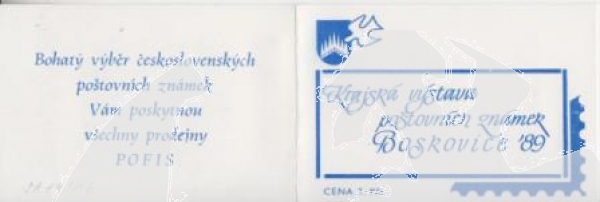 Bohatý výběr československých
poštovních známek
Vám poskytnou
všechny prodejny
POFIS
Krajská výstava
poštovních známek
BOSKOVICE '89
CENA